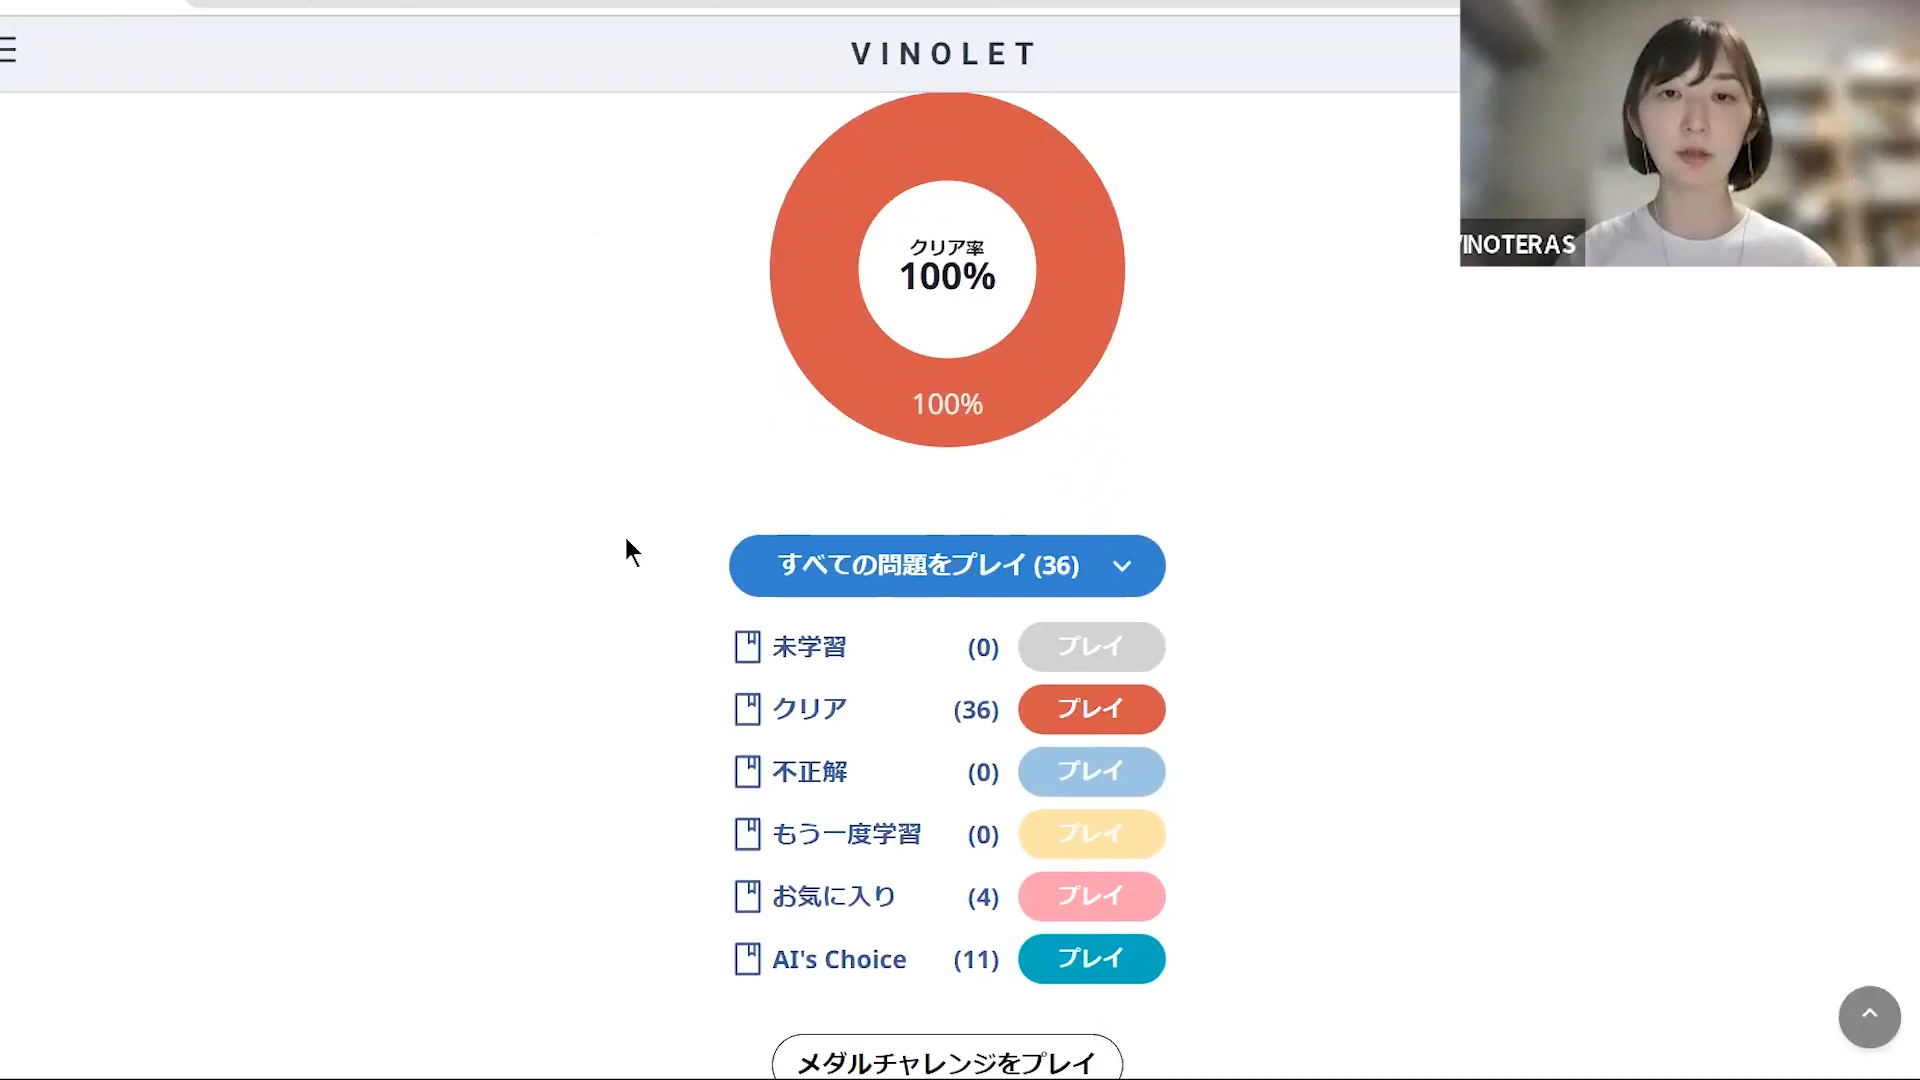 VINOLET
クリア率
100%
100%
すべての問題をプレイ (36)
未学習 (0) プレイ
クリア (36) プレイ
不正解 (0) プレイ
もう一度学習 (0) プレイ
お気に入り (4) プレイ
AI's Choice (11) プレイ
メダルチャレンジをプレイ
VINOTERAS